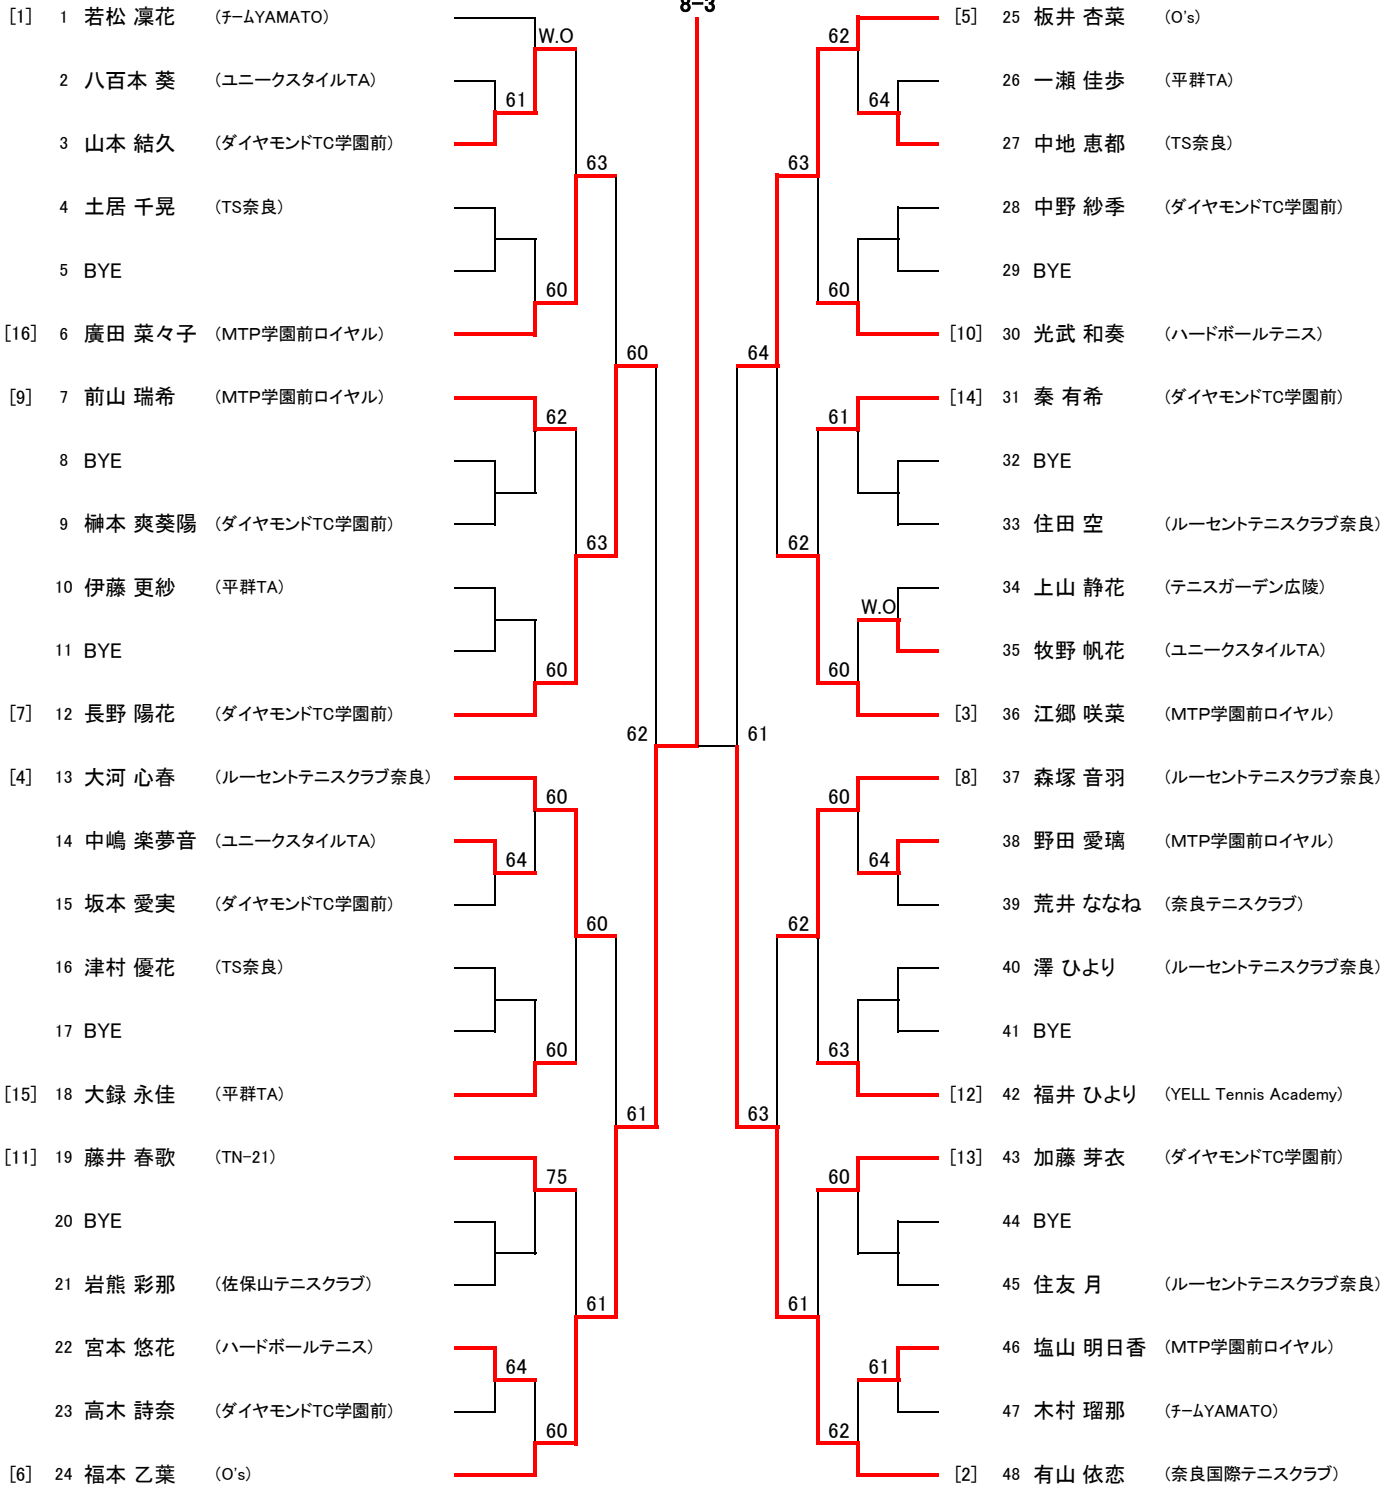 8-3
[1] 1 若松 凜花 (チームYAMATO)
2 八百本 葵 (ユニークスタイルTA)
3 山本 結久 (ダイヤモンドTC学園前)
4 土居 千晃 (TS奈良)
5 BYE
[16] 6 廣田 菜々子 (MTP学園前ロイヤル)
[9] 7 前山 瑞希 (MTP学園前ロイヤル)
8 BYE
9 榊本 爽葵陽 (ダイヤモンドTC学園前)
10 伊藤 更紗 (平群TA)
11 BYE
[7] 12 長野 陽花 (ダイヤモンドTC学園前)
[4] 13 大河 心春 (ルーセントテニスクラブ奈良)
14 中嶋 楽夢音 (ユニークスタイルTA)
15 坂本 愛実 (ダイヤモンドTC学園前)
16 津村 優花 (TS奈良)
17 BYE
[15] 18 大録 永佳 (平群TA)
[11] 19 藤井 春歌 (TN-21)
20 BYE
21 岩熊 彩那 (佐保山テニスクラブ)
22 宮本 悠花 (ハードボールテニス)
23 高木 詩奈 (ダイヤモンドTC学園前)
[6] 24 福本 乙葉 (O's)
W.O
61
63
60
60
62
63
60
62
60
64
60
60
61
75
61
64
60
[5] 25 板井 杏菜 (O's)
26 一瀬 佳歩 (平群TA)
27 中地 恵都 (TS奈良)
28 中野 紗季 (ダイヤモンドTC学園前)
29 BYE
[10] 30 光武 和奏 (ハードボールテニス)
[14] 31 秦 有希 (ダイヤモンドTC学園前)
32 BYE
33 住田 空 (ルーセントテニスクラブ奈良)
34 上山 静花 (テニスガーデン広陵)
35 牧野 帆花 (ユニークスタイルTA)
[3] 36 江郷 咲菜 (MTP学園前ロイヤル)
[8] 37 森塚 音羽 (ルーセントテニスクラブ奈良)
38 野田 愛璃 (MTP学園前ロイヤル)
39 荒井 ななね (奈良テニスクラブ)
40 澤 ひより (ルーセントテニスクラブ奈良)
41 BYE
[12] 42 福井 ひより (YELL Tennis Academy)
[13] 43 加藤 芽衣 (ダイヤモンドTC学園前)
44 BYE
45 住友 月 (ルーセントテニスクラブ奈良)
46 塩山 明日香 (MTP学園前ロイヤル)
47 木村 瑠那 (チームYAMATO)
[2] 48 有山 依恋 (奈良国際テニスクラブ)
62
64
63
60
64
61
62
W.O
60
61
60
64
62
63
63
60
61
61
62